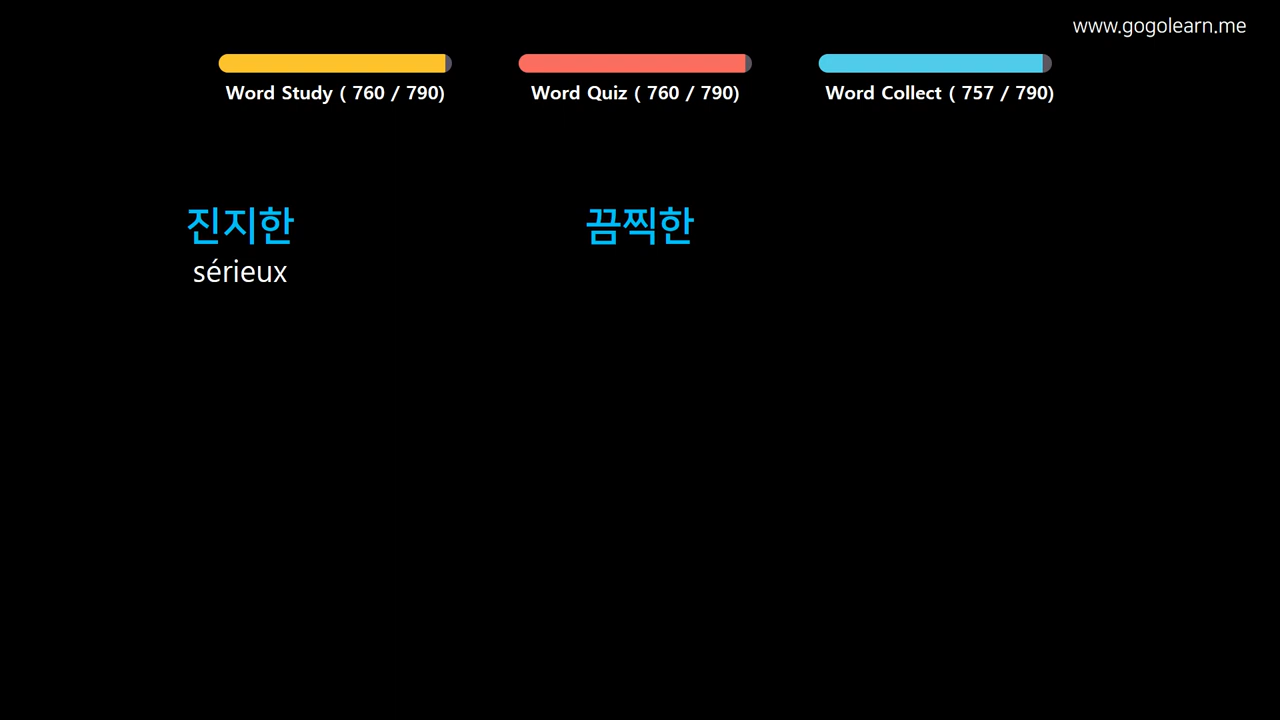 www.gogolearn.me
Word Study ( 760 / 790)
Word Quiz ( 760 / 790)
Word Collect ( 757 / 790)
진지한
끔찍한
sérieux